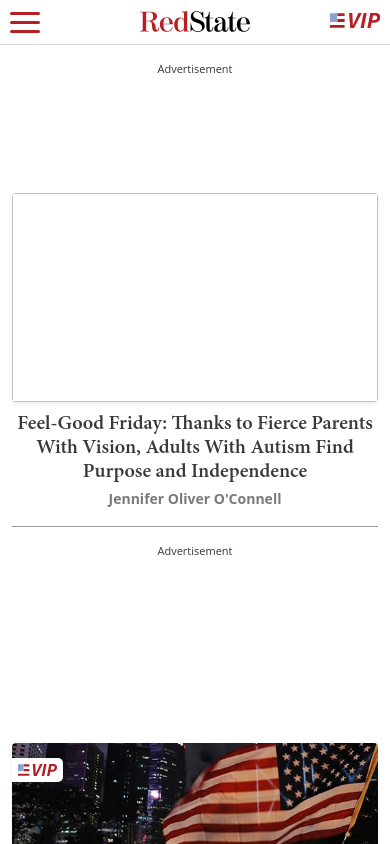 RedState
VIP
Advertisement
Feel-Good Friday: Thanks to Fierce Parents
With Vision, Adults With Autism Find
Purpose and Independence
Jennifer Oliver O'Connell
Advertisement
VIP